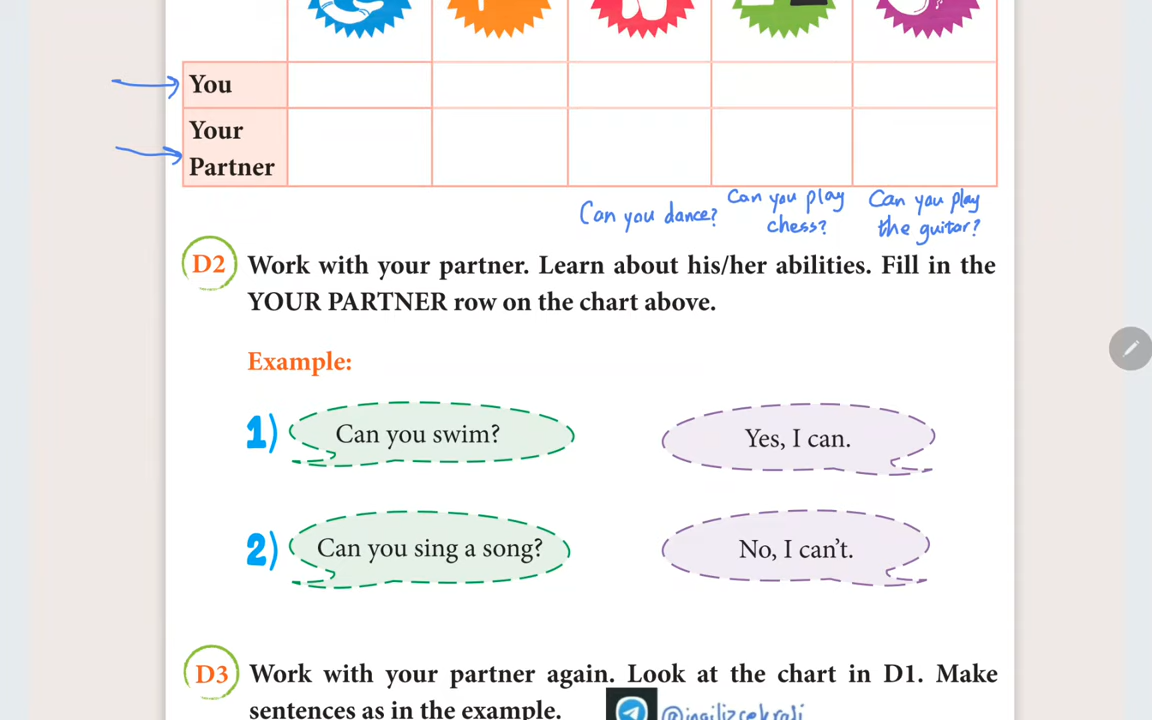 You
Your
Partner
Can you dance?
Can you play
chess?
Can you play
the guitar?
D2 Work with your partner. Learn about his/her abilities. Fill in the
YOUR PARTNER row on the chart above.
Example:
1) Can you swim? Yes, I can.
2) Can you sing a song? No, I can't.
D3 Work with your partner again. Look at the chart in D1. Make
sentences as in the example.